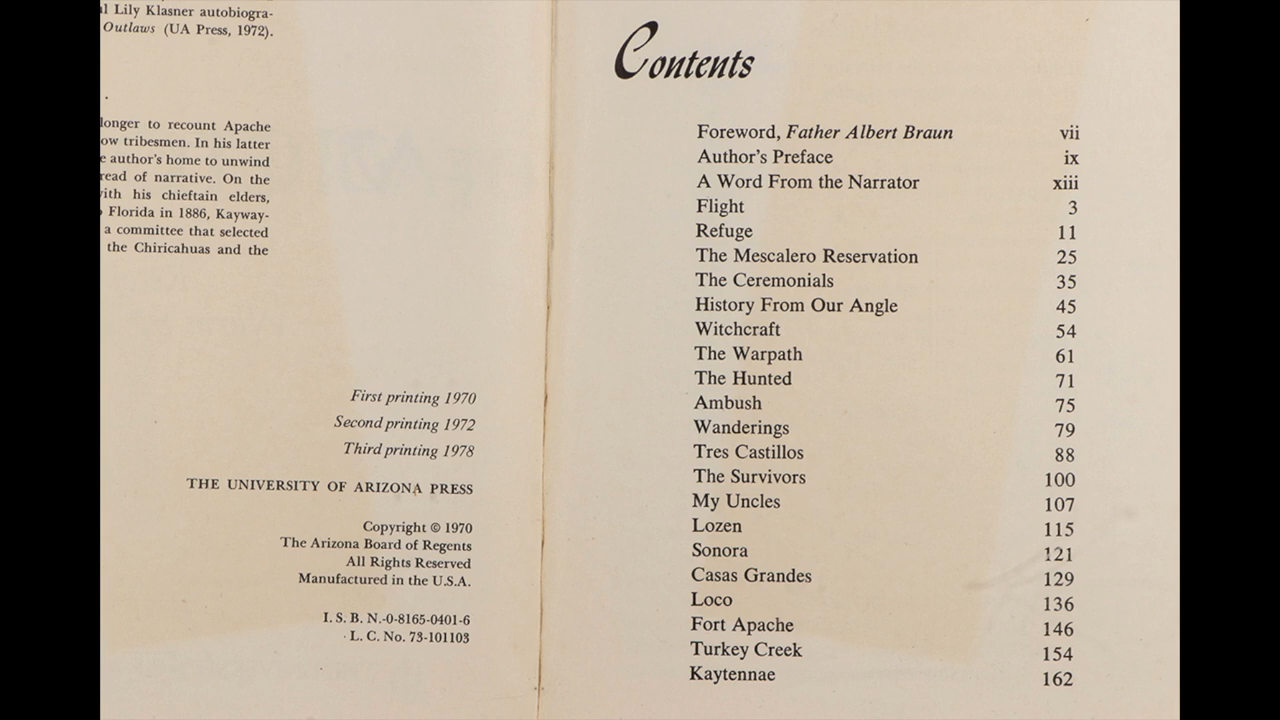 l Lily Klasner autobiogra-
Outlaws (UA Press, 1972).
longer to recount Apache
ow tribesmen. In his latter
e author's home to unwind
read of narrative. On the
ith his chieftain elders,
Florida in 1886, Kayway-
a committee that selected
the Chiricahuas and the
First printing 1970
Second printing 1972
Third printing 1978
THE UNIVERSITY OF ARIZONA PRESS
Copyright © 1970
The Arizona Board of Regents
All Rights Reserved
Manufactured in the U.S.A.
I. S. B. N.-0-8165-0401-6
L. C. No. 73-101103
Contents
Foreword, Father Albert Braun vii
Author's Preface ix
A Word From the Narrator xiii
Flight 3
Refuge 11
The Mescalero Reservation 25
The Ceremonials 35
History From Our Angle 45
Witchcraft 54
The Warpath 61
The Hunted 71
Ambush 75
Wanderings 79
Tres Castillos 88
The Survivors 100
My Uncles 107
Lozen 115
Sonora 121
Casas Grandes 129
Loco 136
Fort Apache 146
Turkey Creek 154
Kaytennae 162